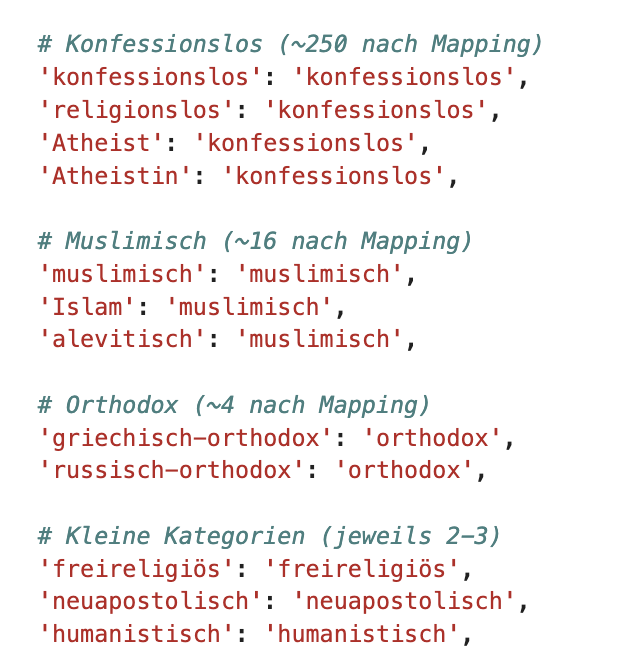 # Konfessionslos (~250 nach Mapping)
'konfessionslos': 'konfessionslos',
'religionslos': 'konfessionslos',
'Atheist': 'konfessionslos',
'Atheistin': 'konfessionslos',
# Muslimisch (~16 nach Mapping)
'muslimisch': 'muslimisch',
'Islam': 'muslimisch',
'alevitisch': 'muslimisch',
# Orthodox (~4 nach Mapping)
'griechisch-orthodox': 'orthodox',
'russisch-orthodox': 'orthodox',
# Kleine Kategorien (jeweils 2-3)
'freireligiös': 'freireligiös',
'neuapostolisch': 'neuapostolisch',
'humanistisch': 'humanistisch',